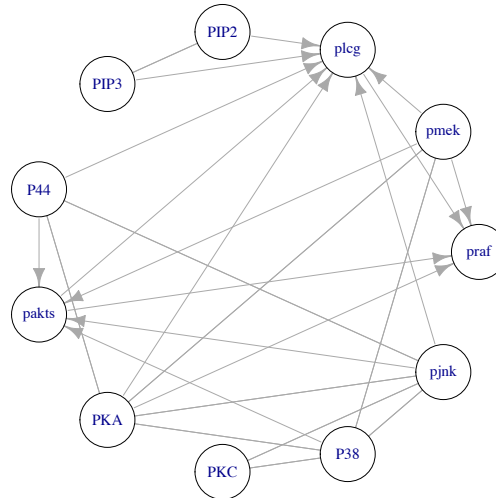 PIP2
plcg
PIP3
pmek
P44
praf
pakts
pjnk
PKA
P38
PKC